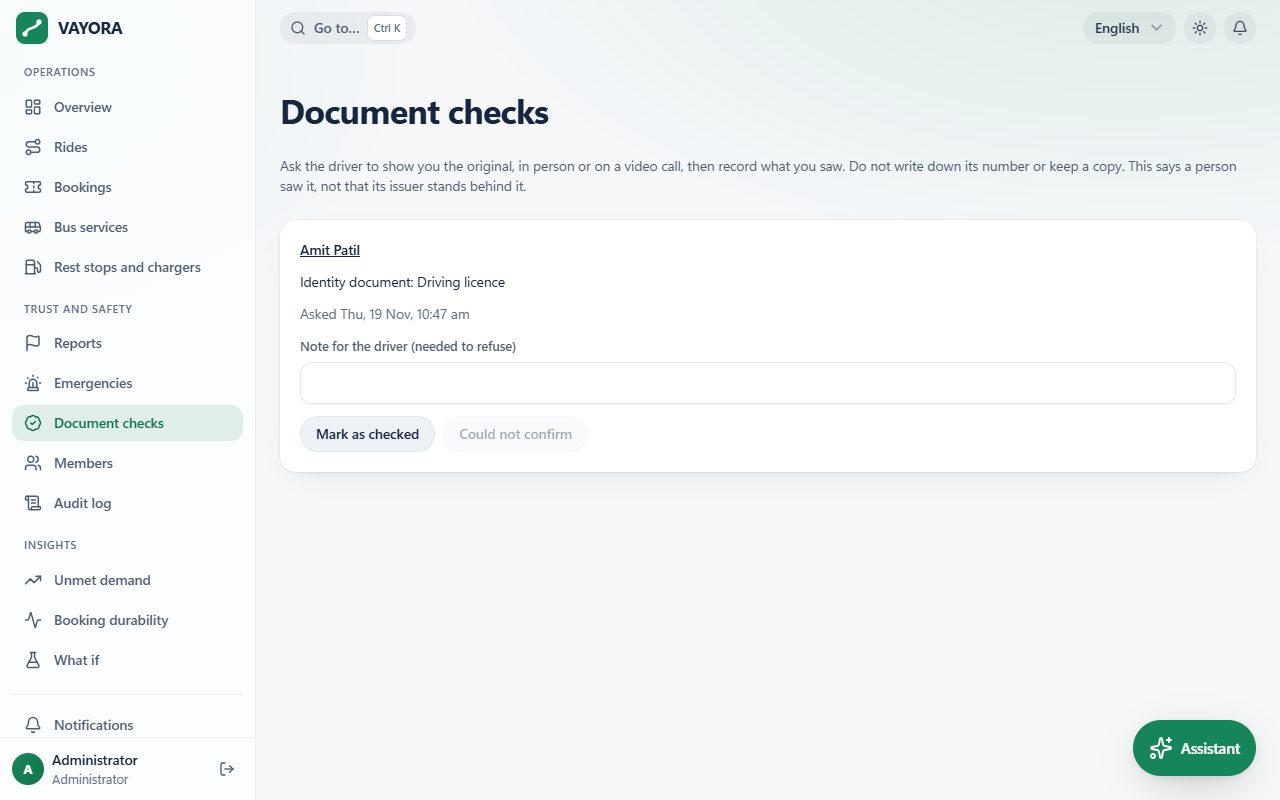 VAYORA
Go to...
Ctrl K
English
OPERATIONS
Overview
Rides
Bookings
Bus services
Rest stops and chargers
TRUST AND SAFETY
Reports
Emergencies
Document checks
Members
Audit log
INSIGHTS
Unmet demand
Booking durability
What if
Notifications
A
Administrator
Administrator
Document checks
Ask the driver to show you the original, in person or on a video call, then record what you saw. Do not write down its number or keep a copy. This says a person
saw it, not that its issuer stands behind it.
Amit Patil
Identity document: Driving licence
Asked Thu, 19 Nov, 10:47 am
Note for the driver (needed to refuse)
Mark as checked
Could not confirm
Assistant